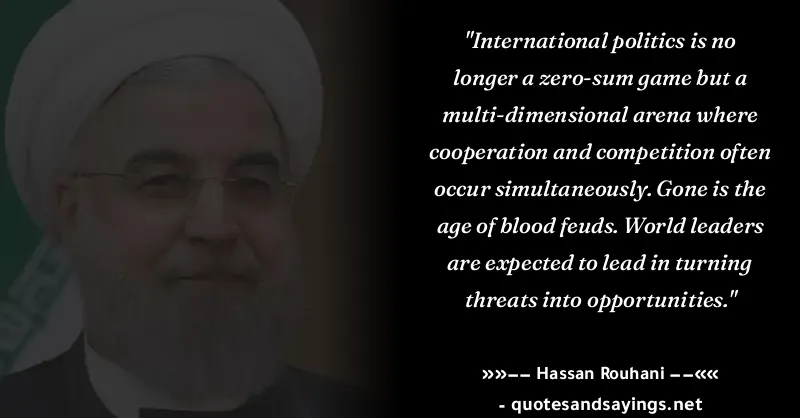 "International politics is no
longer a zero-sum game but a
multi-dimensional arena where
cooperation and competition often
occur simultaneously. Gone is the
age of blood feuds. World leaders
are expected to lead in turning
threats into opportunities."
»»–– Hassan Rouhani ––««
- quotesandsayings.net